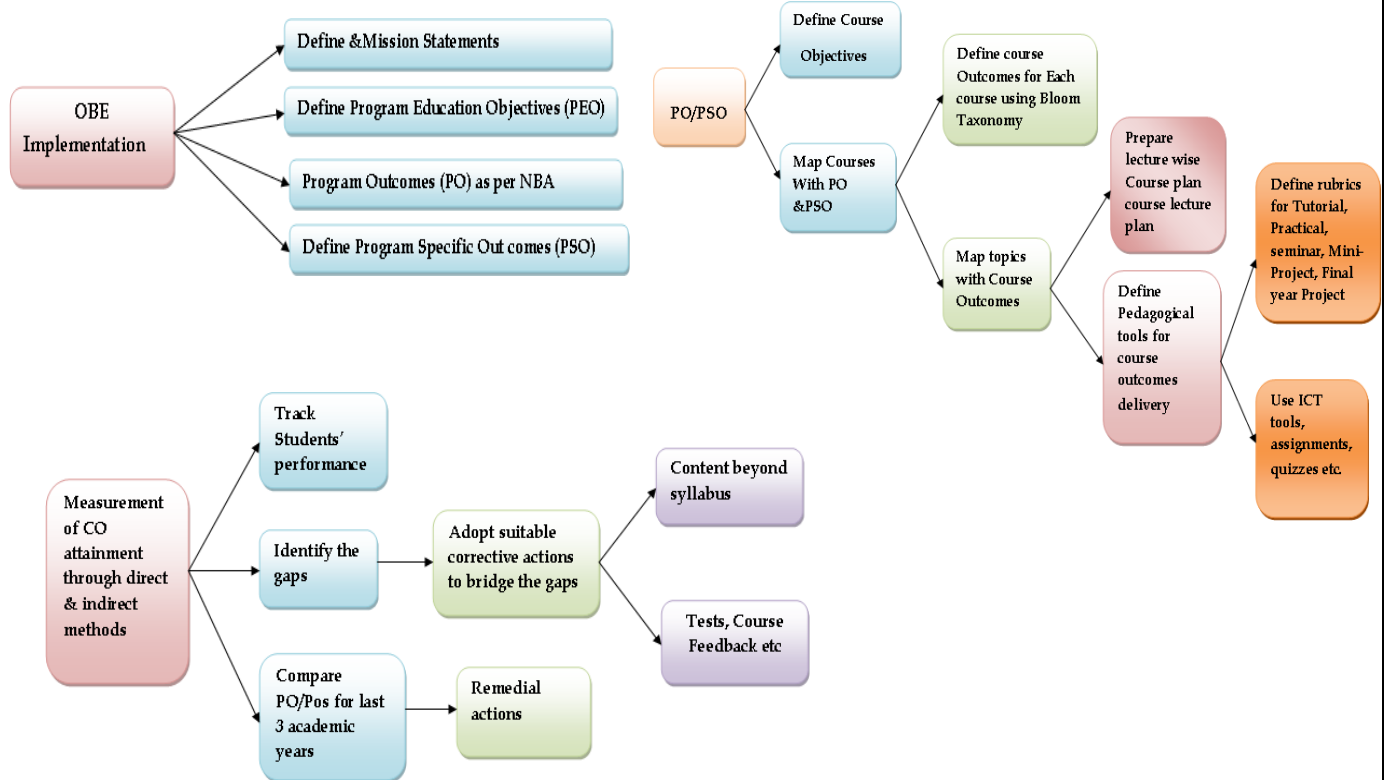 OBE
Implementation
Define &Mission Statements
Define Program Education Objectives (PEO)
Program Outcomes (PO) as per NBA
Define Program Specific Out comes (PSO)
PO/PSO
Define Course
Objectives
Map Courses
With PO
&PSO
Define course
Outcomes for Each
course using Bloom
Taxonomy
Map topics
with Course
Outcomes
Prepare
lecture wise
Course plan
course lecture
plan
Define
Pedagogical
tools for
course
outcomes
delivery
Define rubrics
for Tutorial,
Practical,
seminar, Mini-
Project, Final
year Project
Use ICT
tools,
assignments,
quizzes etc.
Measurement
of CO
attainment
through direct
& indirect
methods
Track
Students'
performance
Identify the
gaps
Compare
PO/Pos for last
3 academic
years
Adopt suitable
corrective actions
to bridge the gaps
Remedial
actions
Content beyond
syllabus
Tests, Course
Feedback etc